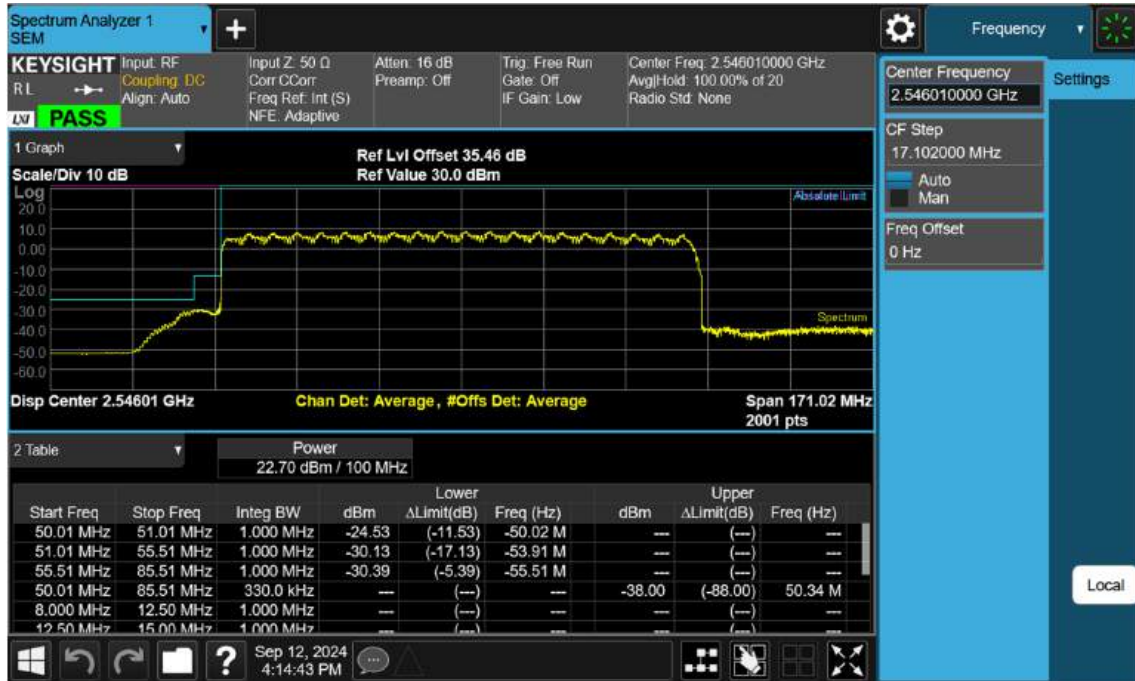 Spectrum Analyzer 1
SEM
+
Frequency
KEYSIGHT
R L
LXI
PASS
Input: RF
Coupling: DC
Align: Auto
Input Z: 50 Ω
Corr CCorr
Freq Ref: Int (S)
NFE: Adaptive
Atten: 16 dB
Preamp: Off
Trig: Free Run
Gate: Off
IF Gain: Low
Center Freq: 2.546010000 GHz
Avg|Hold: 100.00% of 20
Radio Std: None
Center Frequency
2.546010000 GHz
Settings
CF Step
17.102000 MHz
Auto
Man
Freq Offset
0 Hz
1 Graph
Ref Lvl Offset 35.46 dB
Scale/Div 10 dB
Ref Value 30.0 dBm
Log
Absolute Limit
20.0
10.0
0.00
-10.0
-20.0
-30.0
-40.0
-50.0
-60.0
Spectrum
Disp Center 2.54601 GHz
Chan Det: Average, #Offs Det: Average
Span 171.02 MHz
2001 pts
2 Table
Power
22.70 dBm / 100 MHz
Lower Upper
Start Freq Stop Freq Integ BW dBm ΔLimit(dB) Freq (Hz) dBm ΔLimit(dB) Freq (Hz)
50.01 MHz 51.01 MHz 1.000 MHz -24.53 (-11.53) -50.02 M --- (---) ---
51.01 MHz 55.51 MHz 1.000 MHz -30.13 (-17.13) -53.91 M --- (---) ---
55.51 MHz 85.51 MHz 1.000 MHz -30.39 (-5.39) -55.51 M --- (---) ---
50.01 MHz 85.51 MHz 330.0 kHz --- (---) --- -38.00 (-88.00) 50.34 M
8.000 MHz 12.50 MHz 1.000 MHz --- (---) --- --- (---) ---
12.50 MHz 15.00 MHz 1.000 MHz --- (---) --- --- (---) ---
Local
?
Sep 12, 2024
4:14:43 PM